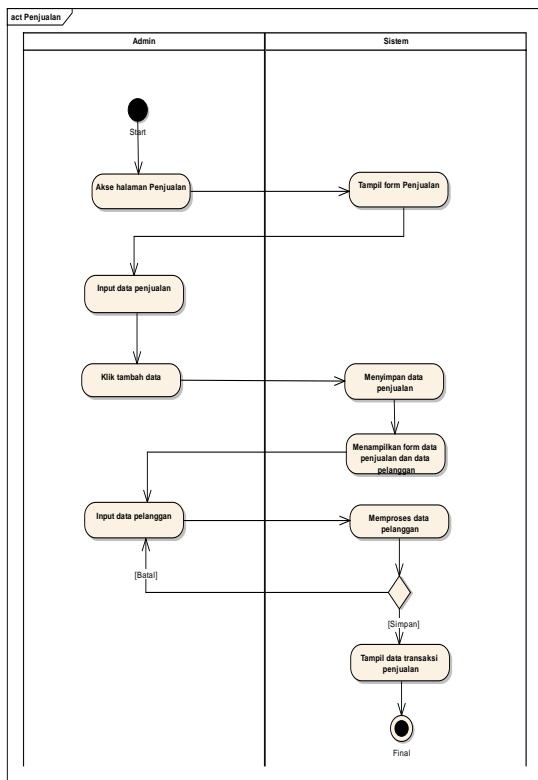 act Penjualan
Admin
Sistem
Start
Akse halaman Penjualan
Tampil form Penjualan
Input data penjualan
Klik tambah data
Menyimpan data
penjualan
Menampilkan form data
penjualan dan data
pelanggan
Input data pelanggan
Memproses data
pelanggan
[Batal]
[Simpan]
Tampil data transaksi
penjualan
Final